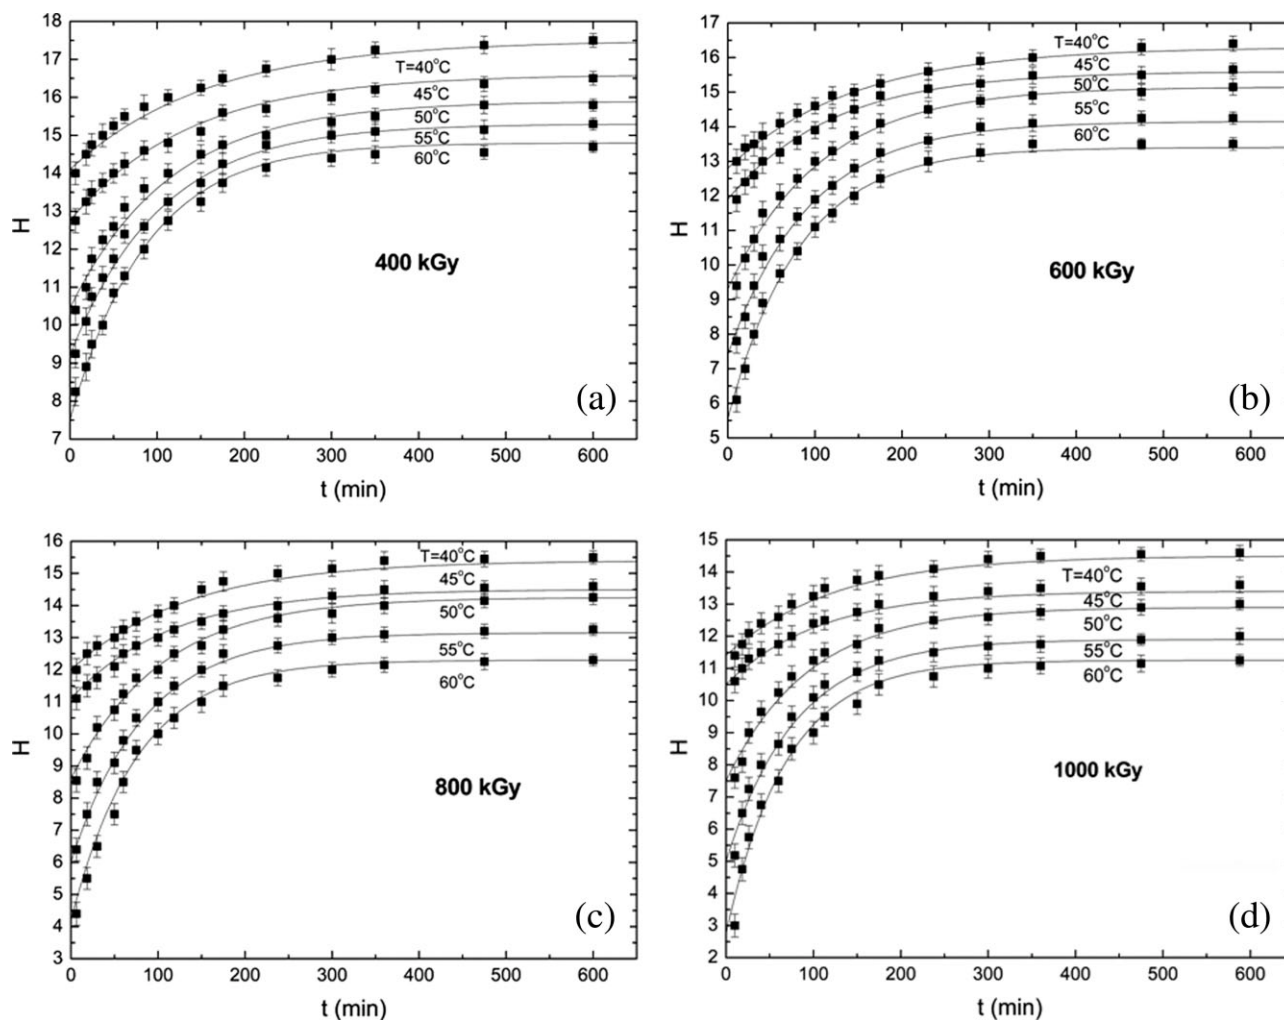 18
17
16
15
14
13
12
11
10
9
8
7
H
T=40°C
45°C
50°C
55°C
60°C
400 kGy
(a)
0 100 200 300 400 500 600
t (min)
17
16
15
14
13
12
11
10
9
8
7
6
5
H
T=40°C
45°C
50°C
55°C
60°C
600 kGy
(b)
0 100 200 300 400 500 600
t (min)
16
15
14
13
12
11
10
9
8
7
6
5
4
3
H
T=40°C
45°C
50°C
55°C
60°C
800 kGy
(c)
0 100 200 300 400 500 600
t (min)
15
14
13
12
11
10
9
8
7
6
5
4
3
2
H
T=40°C
45°C
50°C
55°C
60°C
1000 kGy
(d)
0 100 200 300 400 500 600
t (min)